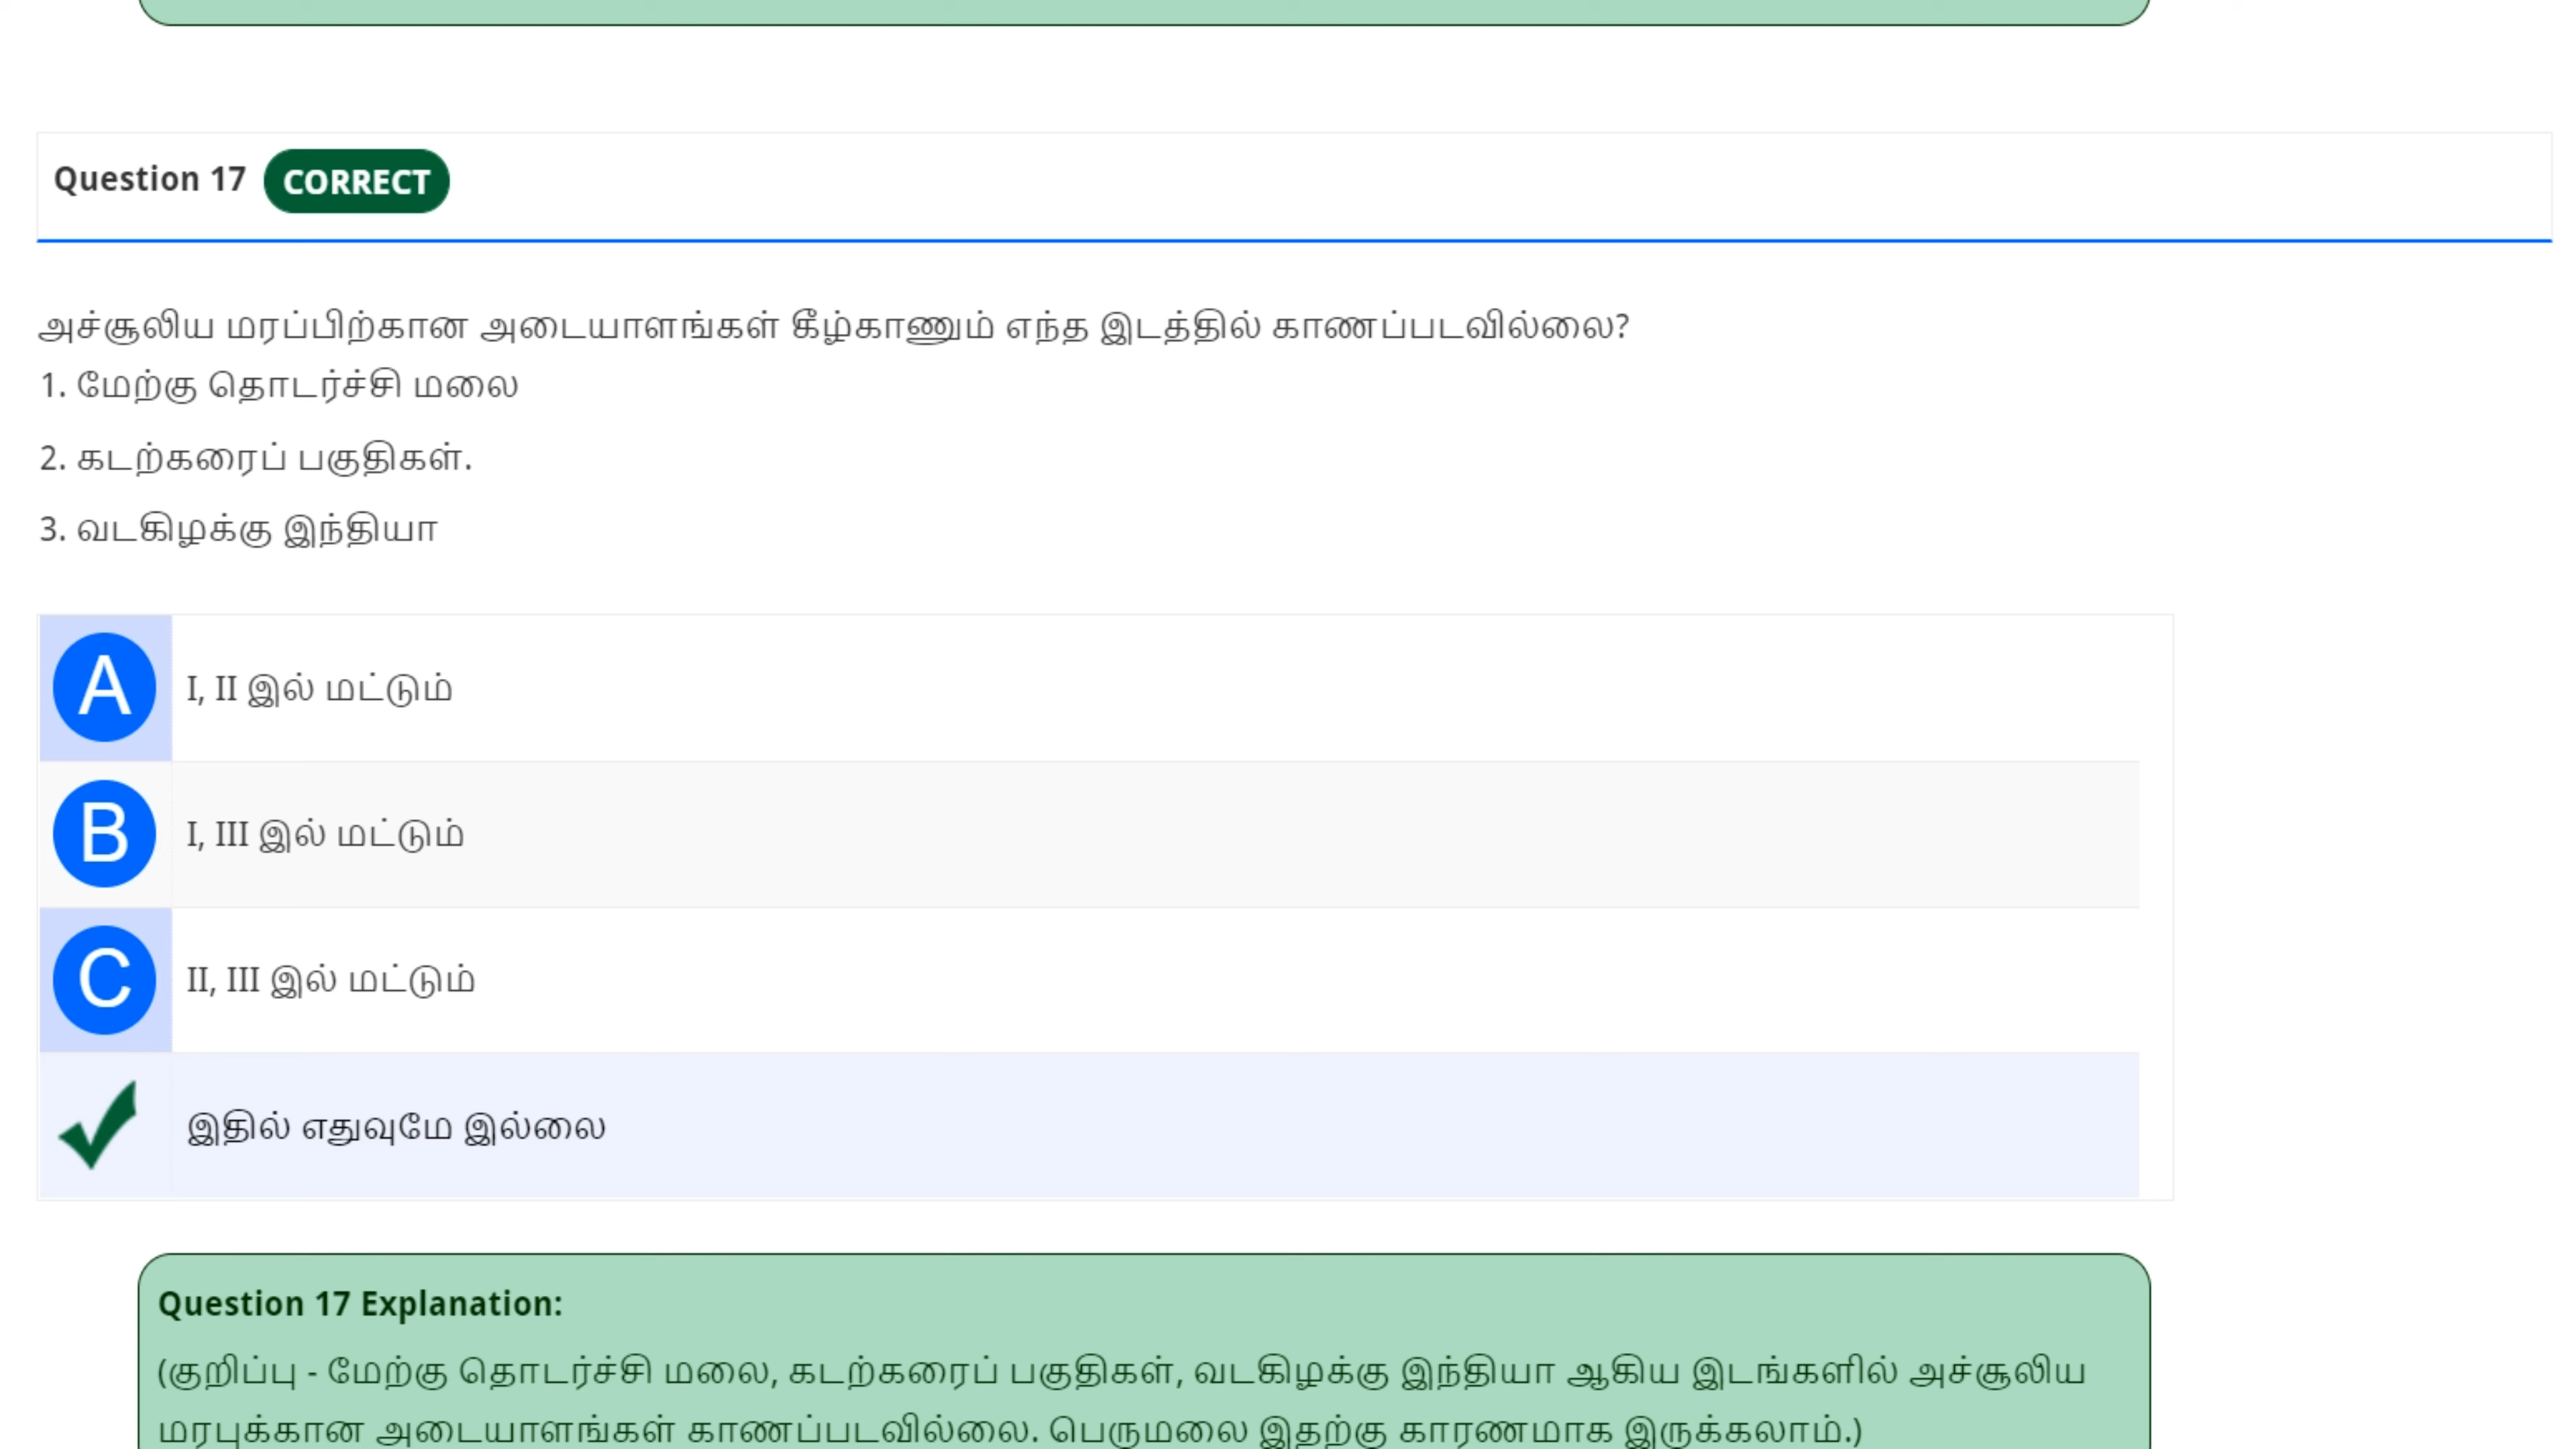 Question 17 CORRECT
அச்சூலிய மரப்பிற்கான அடையாளங்கள் கீழ்காணும் எந்த இடத்தில் காணப்படவில்லை?
1. மேற்கு தொடர்ச்சி மலை
2. கடற்கரைப் பகுதிகள்.
3. வடகிழக்கு இந்தியா
A I, II இல் மட்டும்
B I, III இல் மட்டும்
C II, III இல் மட்டும்
இதில் எதுவுமே இல்லை
Question 17 Explanation:
(குறிப்பு - மேற்கு தொடர்ச்சி மலை, கடற்கரைப் பகுதிகள், வடகிழக்கு இந்தியா ஆகிய இடங்களில் அச்சூலிய
மரபுக்கான அடையாளங்கள் காணப்படவில்லை. பெருமலை இதற்கு காரணமாக இருக்கலாம்.)